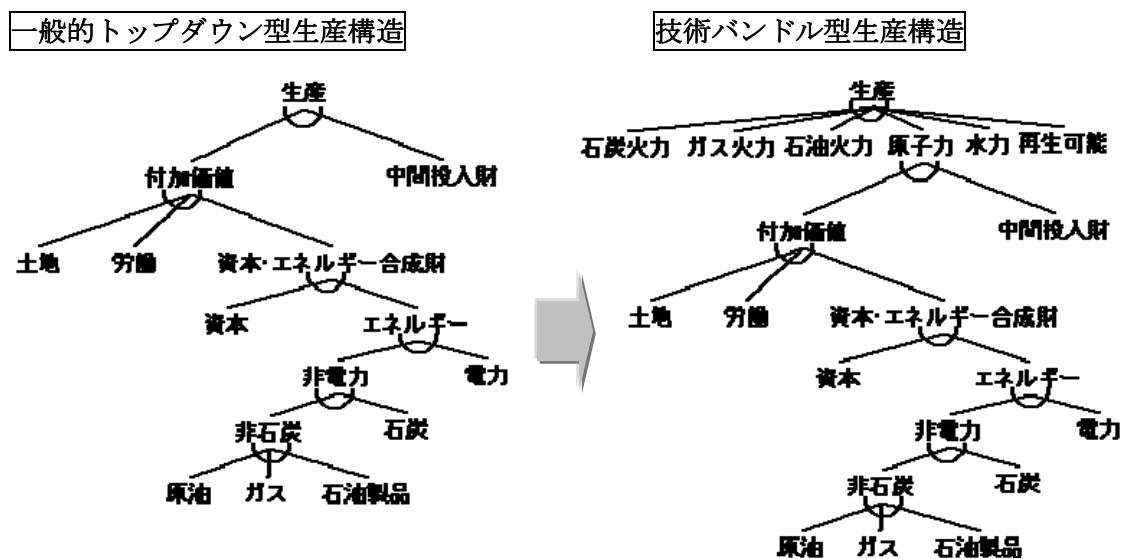 一般的トップダウン型生産構造
生産
付加価値
中間投入財
土地
労働
資本・エネルギー合成財
資本
エネルギー
非電力
電力
非石炭
石炭
原油
ガス
石油製品
技術バンドル型生産構造
生産
石炭火力
ガス火力
石油火力
原子力
水力
再生可能
付加価値
中間投入財
土地
労働
資本・エネルギー合成財
資本
エネルギー
非電力
電力
非石炭
石炭
原油
ガス
石油製品